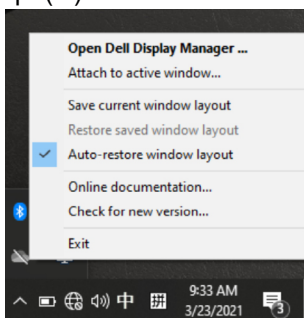 Open Dell Display Manager ...
Attach to active window...
Save current window layout
Restore saved window layout
Auto-restore window layout
Online documentation...
Check for new version...
Exit
中 拼 9:33 AM
3/23/2021
3